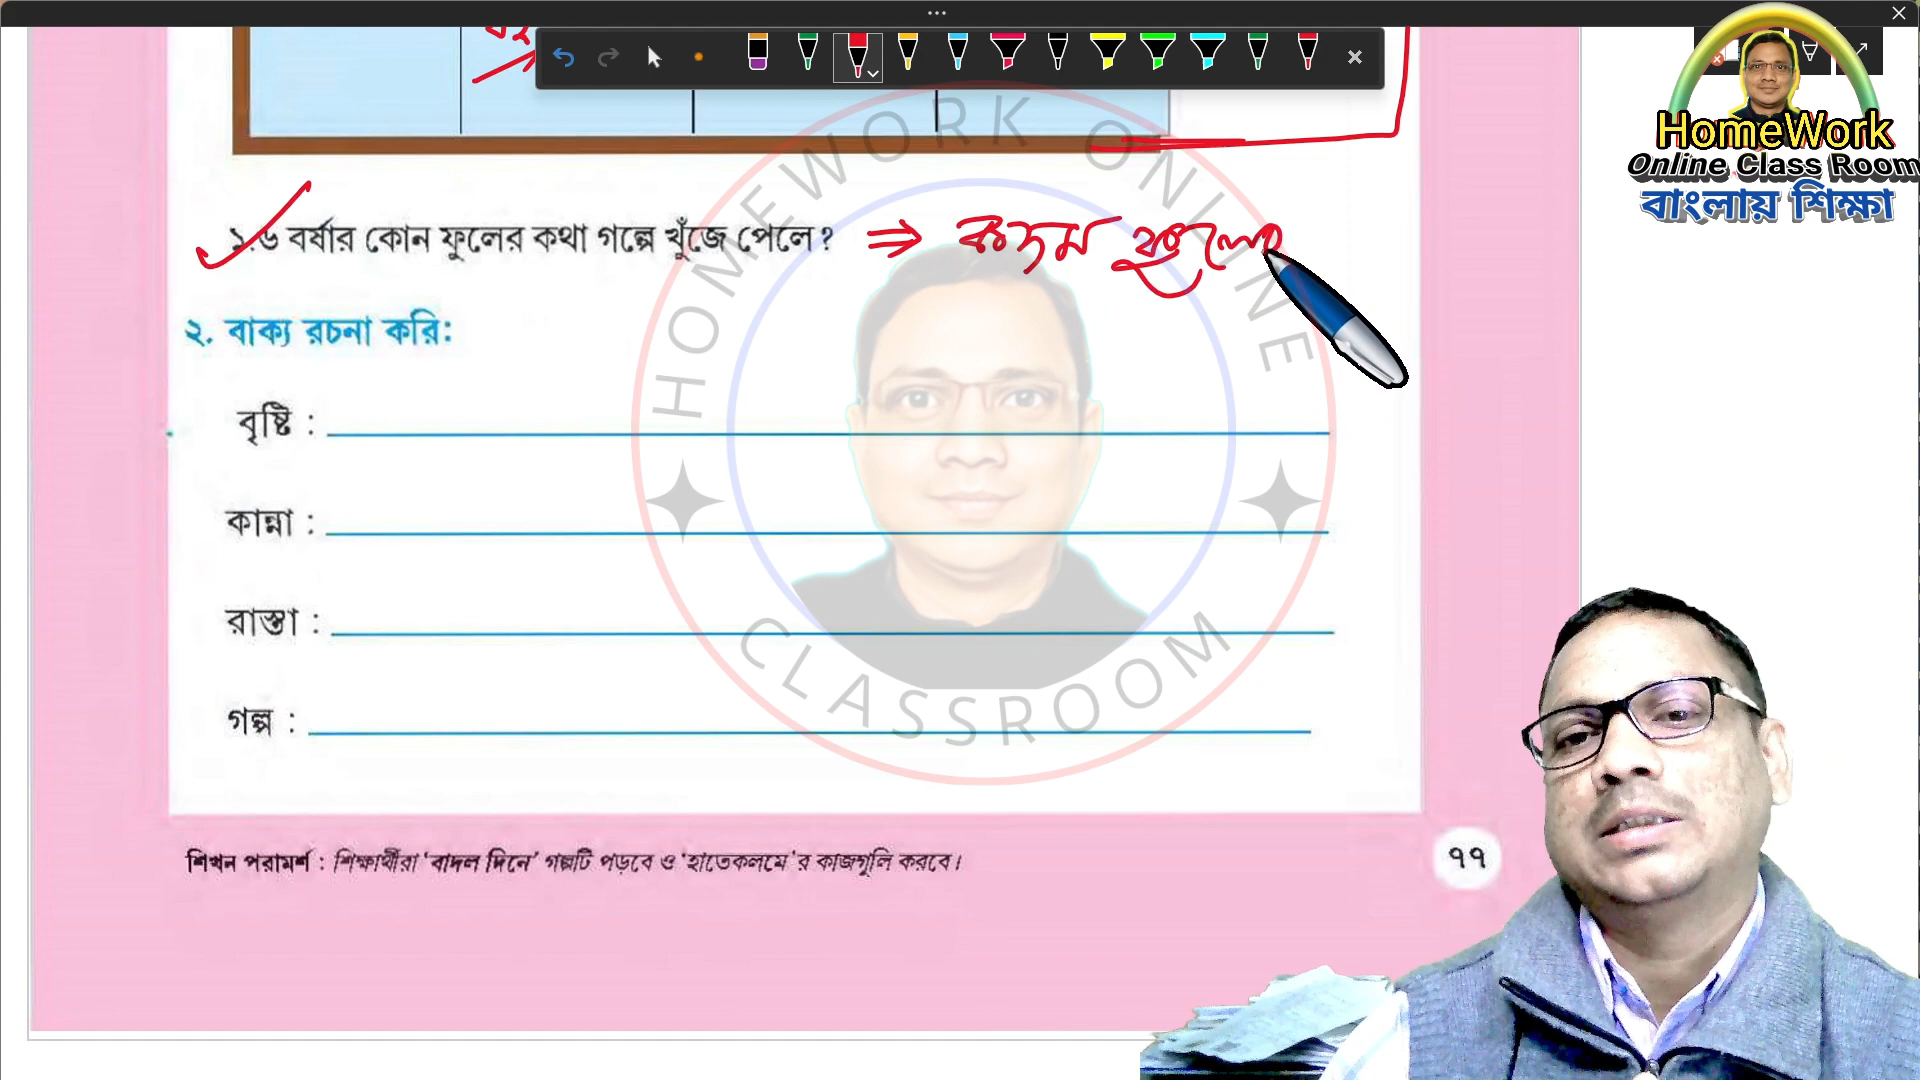 HomeWork
Online Class Room
বাংলায় শিক্ষা
HOMEWORK ONLINE
১.৬ বর্ষার কোন ফুলের কথা গল্পে খুঁজে পেলে? ⇒ কদম ফুলের
২. বাক্য রচনা করি:
বৃষ্টি :
কান্না :
রাস্তা :
গল্প :
CLASSROOM
শিখন পরামর্শ : শিক্ষার্থীরা 'বাদল দিনে' গল্পটি পড়বে ও 'হাতেকলমে'র কাজগুলি করবে।
৭৭